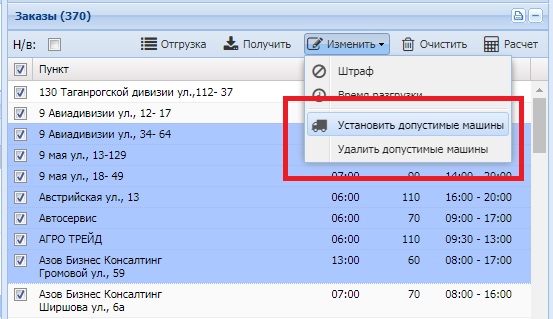 Заказы (370)
Н/в: Отгрузка Получить Изменить Очистить Расчет
Пункт
Штраф
130 Таганрогской дивизии ул.,112- 37
Время разгрузки
9 Авиадивизии ул., 12- 17
9 Авиадивизии ул., 34- 64
Установить допустимые машины
9 мая ул., 13-129
Удалить допустимые машины
9 мая ул., 18- 49 07:00 90 14:00 - 20:00
Австрийская ул., 13 06:00 110 16:00 - 20:00
Автосервис 06:00 70 09:00 - 17:00
АГРО ТРЕЙД 06:00 110 09:30 - 13:00
Азов Бизнес Консалтинг 13:00 60 08:00 - 17:00
Громовой ул., 59
Азов Бизнес Консалтинг 07:00 70 08:00 - 16:00
Ширшова ул., 6а